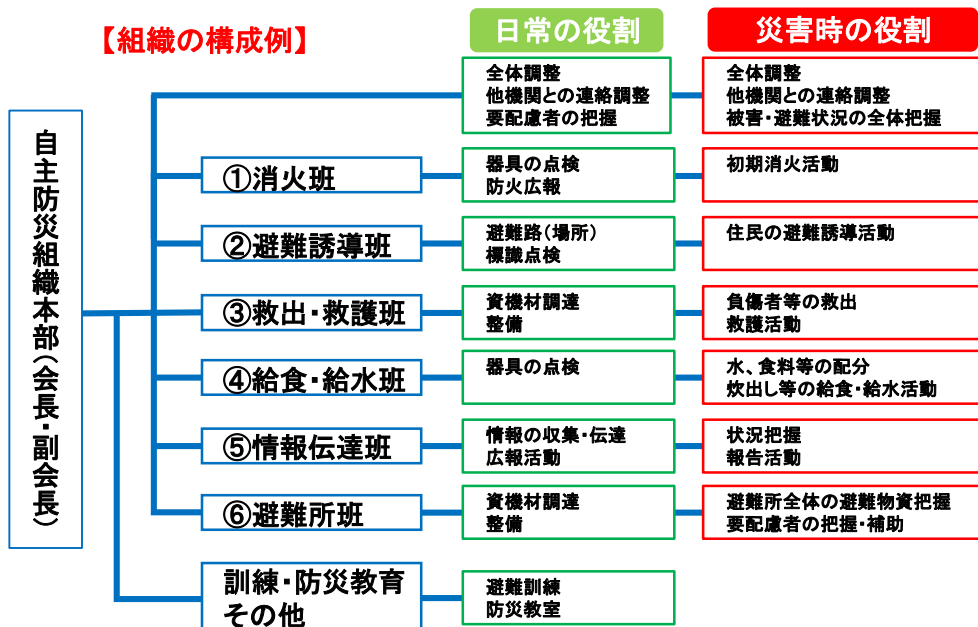 【組織の構成例】
日常の役割
災害時の役割
自主防災組織本部(会長・副会長)
全体調整
他機関との連絡調整
要配慮者の把握
全体調整
他機関との連絡調整
被害・避難状況の全体把握
①消火班
器具の点検
防火広報
初期消火活動
②避難誘導班
避難路(場所)
標識点検
住民の避難誘導活動
③救出・救護班
資機材調達
整備
負傷者等の救出
救護活動
④給食・給水班
器具の点検
水、食料等の配分
炊出し等の給食・給水活動
⑤情報伝達班
情報の収集・伝達
広報活動
状況把握
報告活動
⑥避難所班
資機材調達
整備
避難所全体の避難物資把握
要配慮者の把握・補助
訓練・防災教育
その他
避難訓練
防災教室